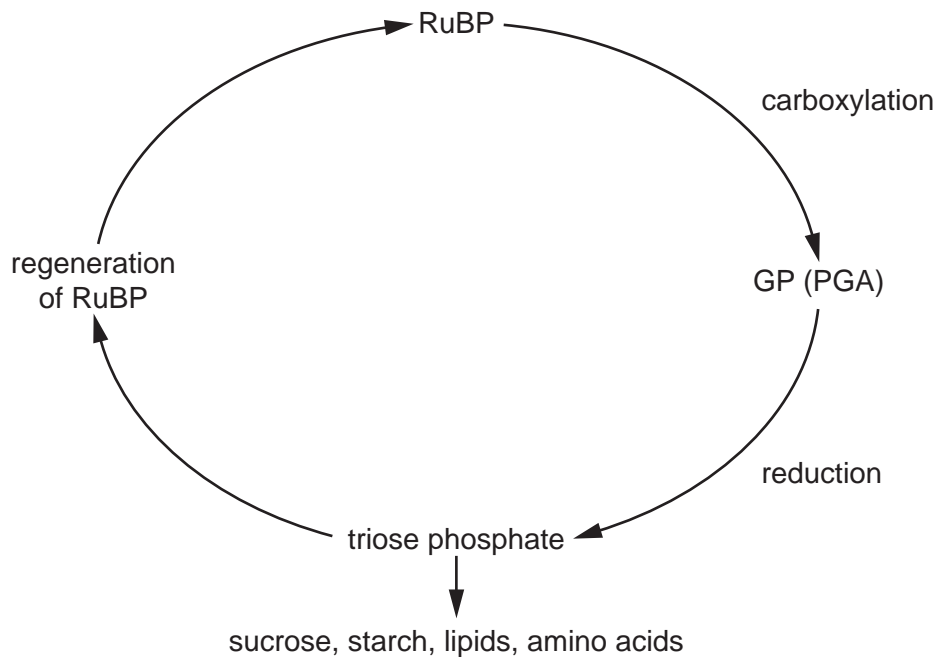 RuBP
carboxylation
regeneration
of RuBP
GP (PGA)
reduction
triose phosphate
sucrose, starch, lipids, amino acids